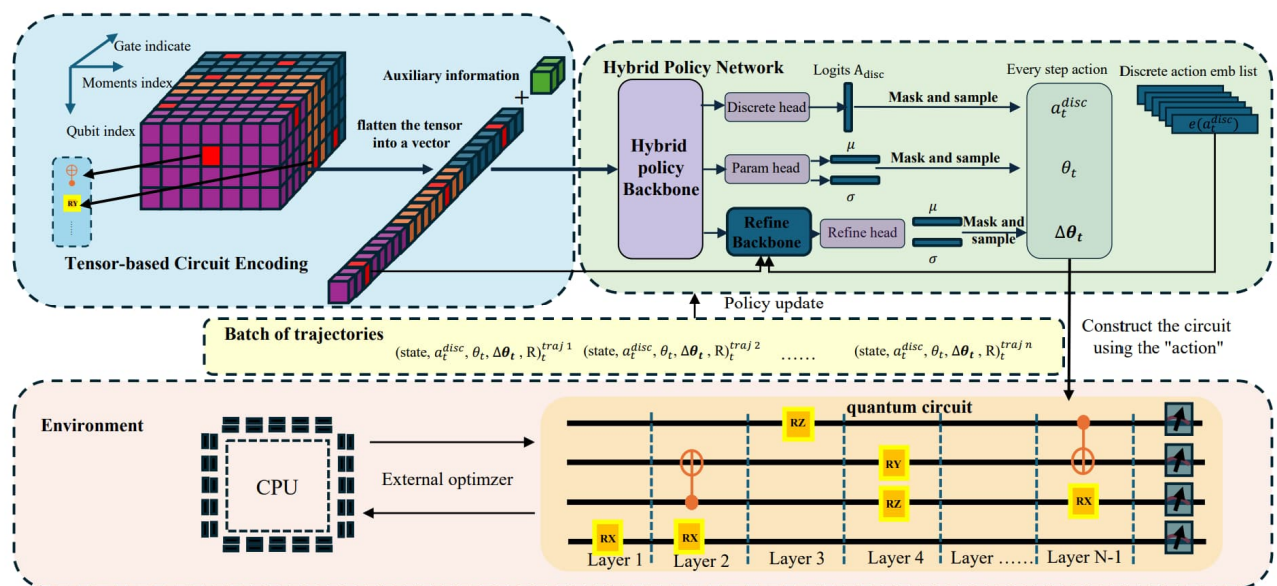 Gate indicate
Moments index
Qubit index
Auxiliary information
+
flatten the tensor
into a vector
RY
......
Tensor-based Circuit Encoding
Hybrid Policy Network
Hybrid
policy
Backbone
Discrete head
Logits A_disc
Mask and sample
Param head
μ
σ
Mask and sample
Refine
Backbone
Refine head
μ
σ
Mask and
sample
Every step action
a_t^disc
θ_t
Δθ_t
Discrete action emb list
e(a_t^disc)
Policy update
Construct the circuit
using the "action"
Batch of trajectories
(state, a_t^disc, θ_t, Δθ_t , R)_t^traj 1 (state, a_t^disc, θ_t, Δθ_t , R)_t^traj 2 ...... (state, a_t^disc, θ_t, Δθ_t , R)_t^traj n
Environment
CPU
External optimzer
quantum circuit
RZ
RY
RZ
RX
RX
RX
Layer 1
Layer 2
Layer 3
Layer 4
Layer ......
Layer N-1